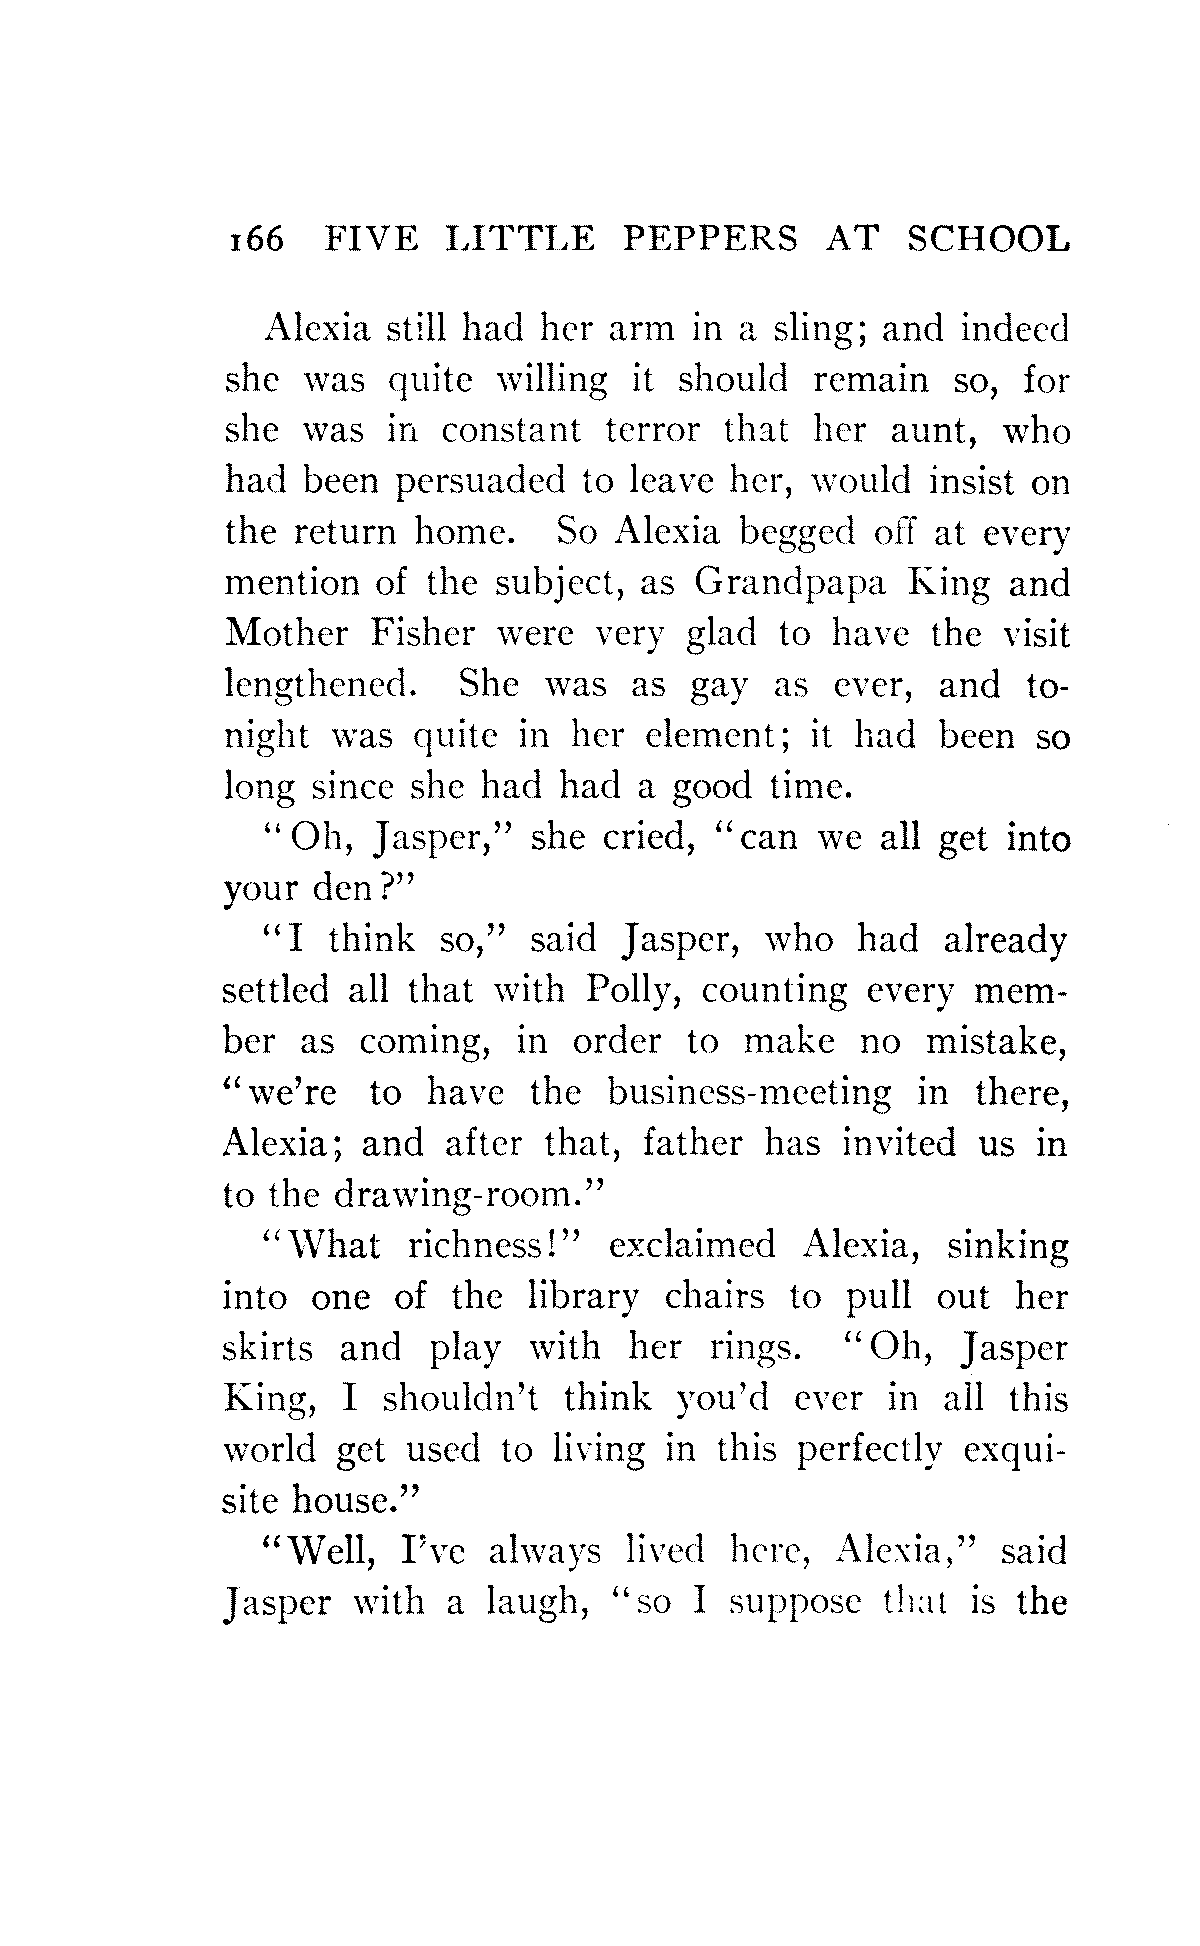 166 FIVE LITTLE PEPPERS AT SCHOOL
Alexia still had her arm in a sling; and indeed
she was quite willing it should remain so, for
she was in constant terror that her aunt, who
had been persuaded to leave her, would insist on
the return home. So Alexia begged off at every
mention of the subject, as Grandpapa King and
Mother Fisher were very glad to have the visit
lengthened. She was as gay as ever, and to-
night was quite in her element; it had been so
long since she had had a good time.
"Oh, Jasper," she cried, "can we all get into
your den?"
"I think so," said Jasper, who had already
settled all that with Polly, counting every mem-
ber as coming, in order to make no mistake,
"we're to have the business-meeting in there,
Alexia; and after that, father has invited us in
to the drawing-room."
"What richness!" exclaimed Alexia, sinking
into one of the library chairs to pull out her
skirts and play with her rings. "Oh, Jasper
King, I shouldn't think you'd ever in all this
world get used to living in this perfectly exqui-
site house."
"Well, I've always lived here, Alexia," said
Jasper with a laugh, "so I suppose that is the